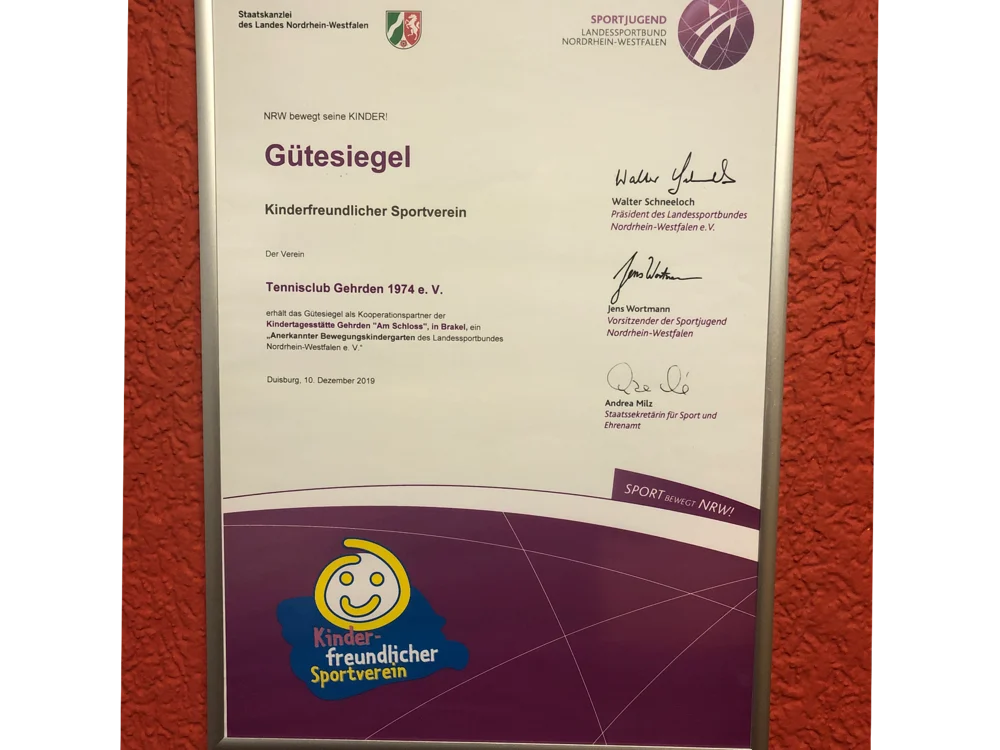 Staatskanzlei
des Landes Nordrhein-Westfalen
SPORTJUGEND
LANDESSPORTBUND
NORDRHEIN-WESTFALEN
NRW bewegt seine KINDER!
Gütesiegel
Kinderfreundlicher Sportverein
Der Verein
Tennisclub Gehrden 1974 e. V.
erhält das Gütesiegel als Kooperationspartner der
Kindertagesstätte Gehrden "Am Schloss", in Brakel, ein
„Anerkannter Bewegungskindergarten des Landessportbundes
Nordrhein-Westfalen e. V."
Duisburg, 10. Dezember 2019
Walter Schneeloch
Präsident des Landessportbundes
Nordrhein-Westfalen e.V.
Jens Wortmann
Jens Wortmann
Vorsitzender der Sportjugend
Nordrhein-Westfalen
Andrea Milz
Staatssekretärin für Sport und
Ehrenamt
SPORT BEWEGT NRW!
Kinder-
freundlicher
Sportverein